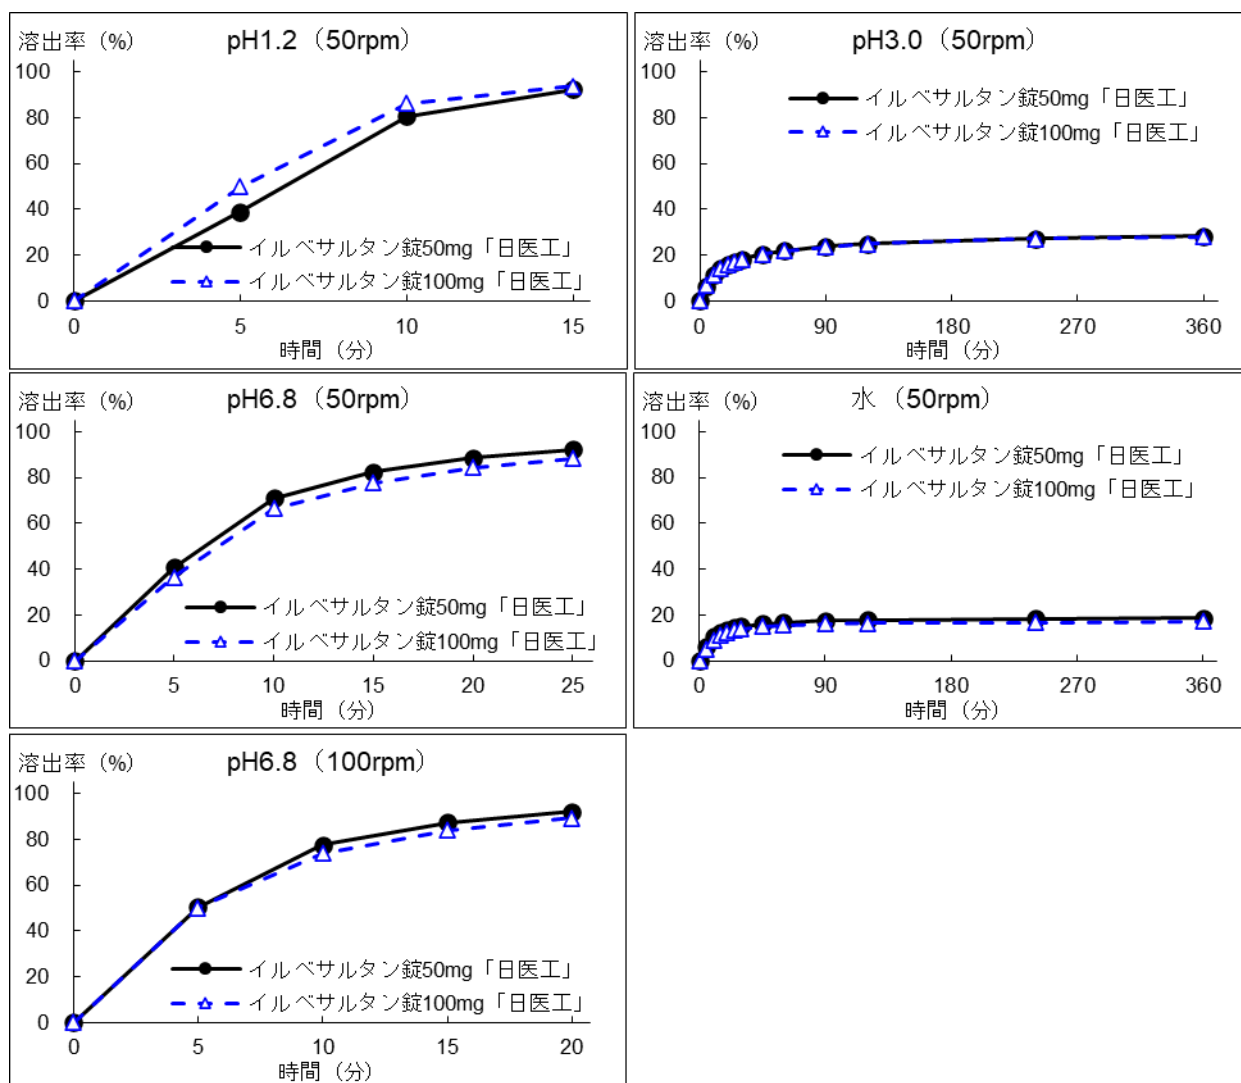 溶出率 (%) pH1.2（50rpm）
100
80
60
40
20
0
イルベサルタン錠50mg「日医工」
イルベサルタン錠100mg「日医工」
0 5 10 15
時間 (分)
溶出率 (%) pH3.0（50rpm）
100
80
60
40
20
0
イルベサルタン錠50mg「日医工」
イルベサルタン錠100mg「日医工」
0 90 180 270 360
時間 (分)
溶出率 (%) pH6.8（50rpm）
100
80
60
40
20
0
イルベサルタン錠50mg「日医工」
イルベサルタン錠100mg「日医工」
0 5 10 15 20 25
時間 (分)
溶出率 (%) 水（50rpm）
100
80
60
40
20
0
イルベサルタン錠50mg「日医工」
イルベサルタン錠100mg「日医工」
0 90 180 270 360
時間 (分)
溶出率 (%) pH6.8（100rpm）
100
80
60
40
20
0
イルベサルタン錠50mg「日医工」
イルベサルタン錠100mg「日医工」
0 5 10 15 20
時間 (分)